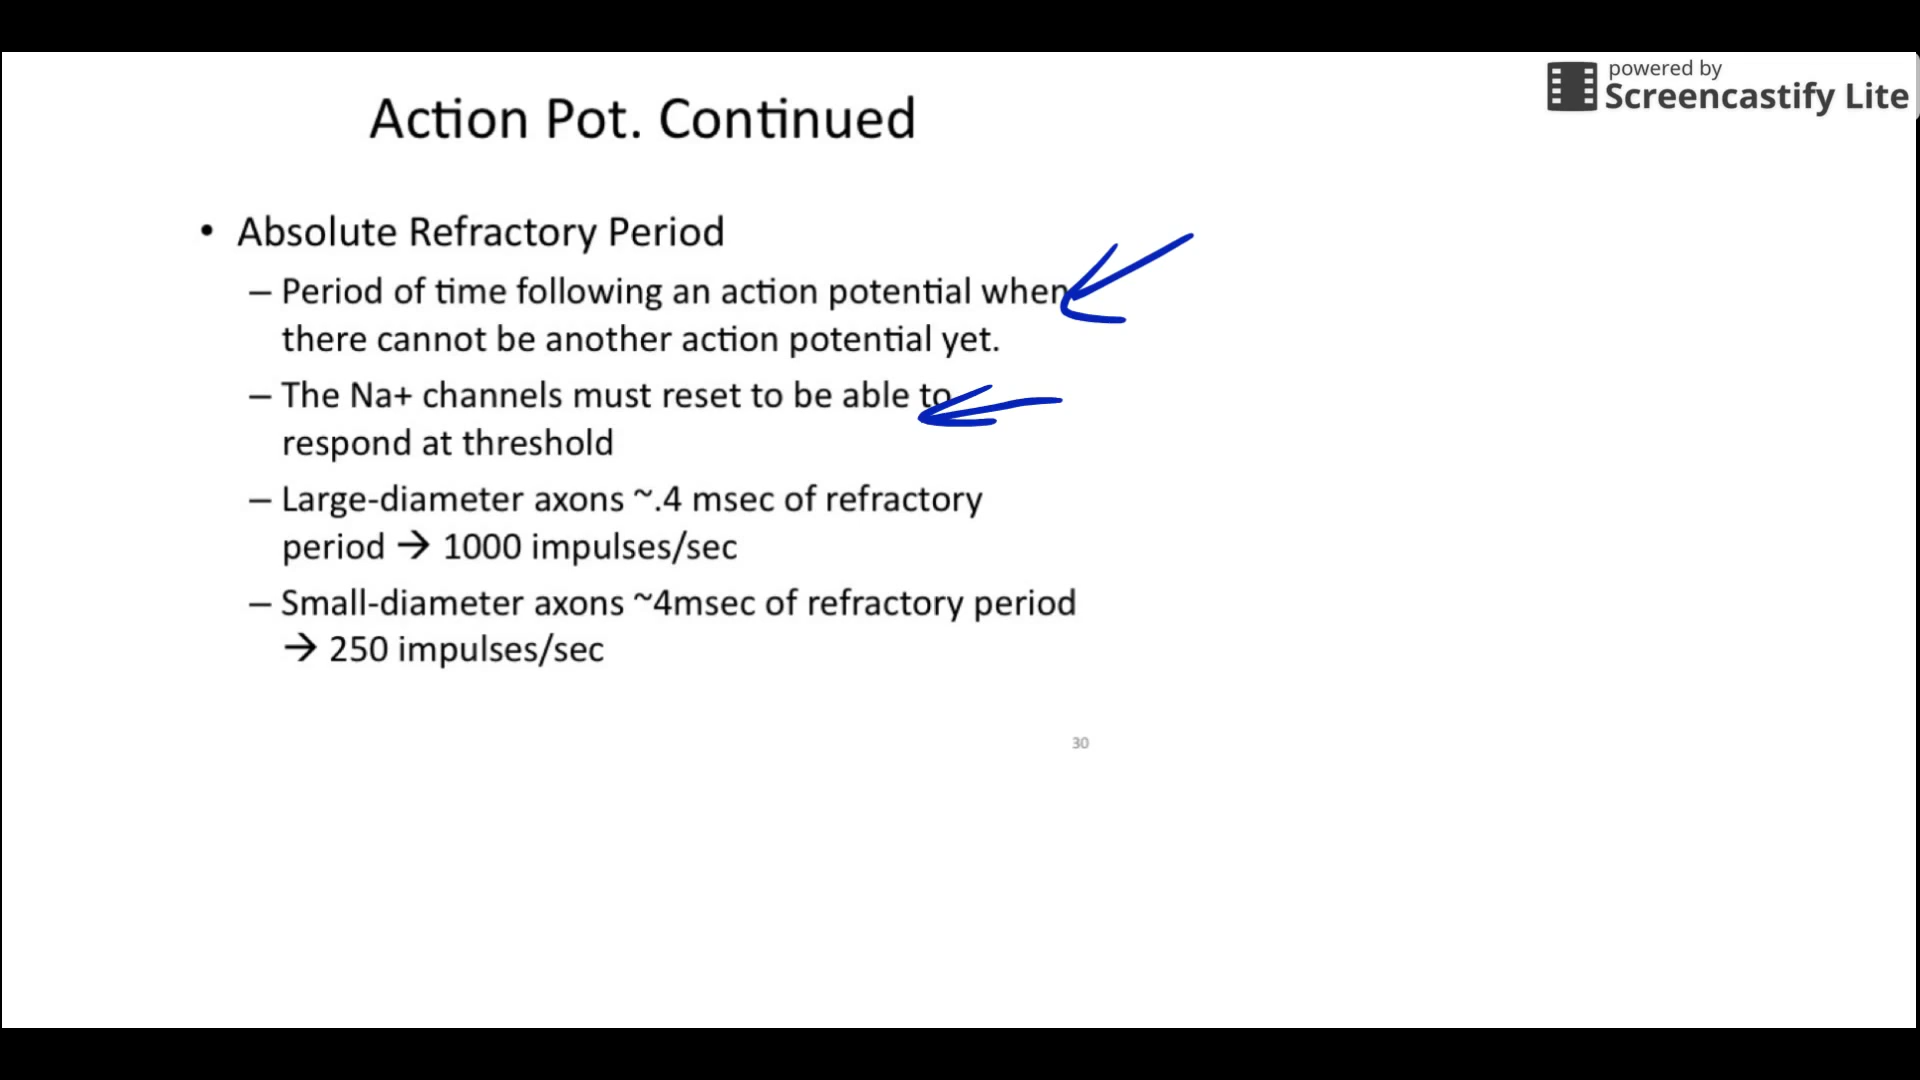 powered by
Screencastify Lite
Action Pot. Continued
• Absolute Refractory Period
– Period of time following an action potential when
there cannot be another action potential yet.
– The Na+ channels must reset to be able to
respond at threshold
– Large-diameter axons ~.4 msec of refractory
period → 1000 impulses/sec
– Small-diameter axons ~4msec of refractory period
→ 250 impulses/sec
30